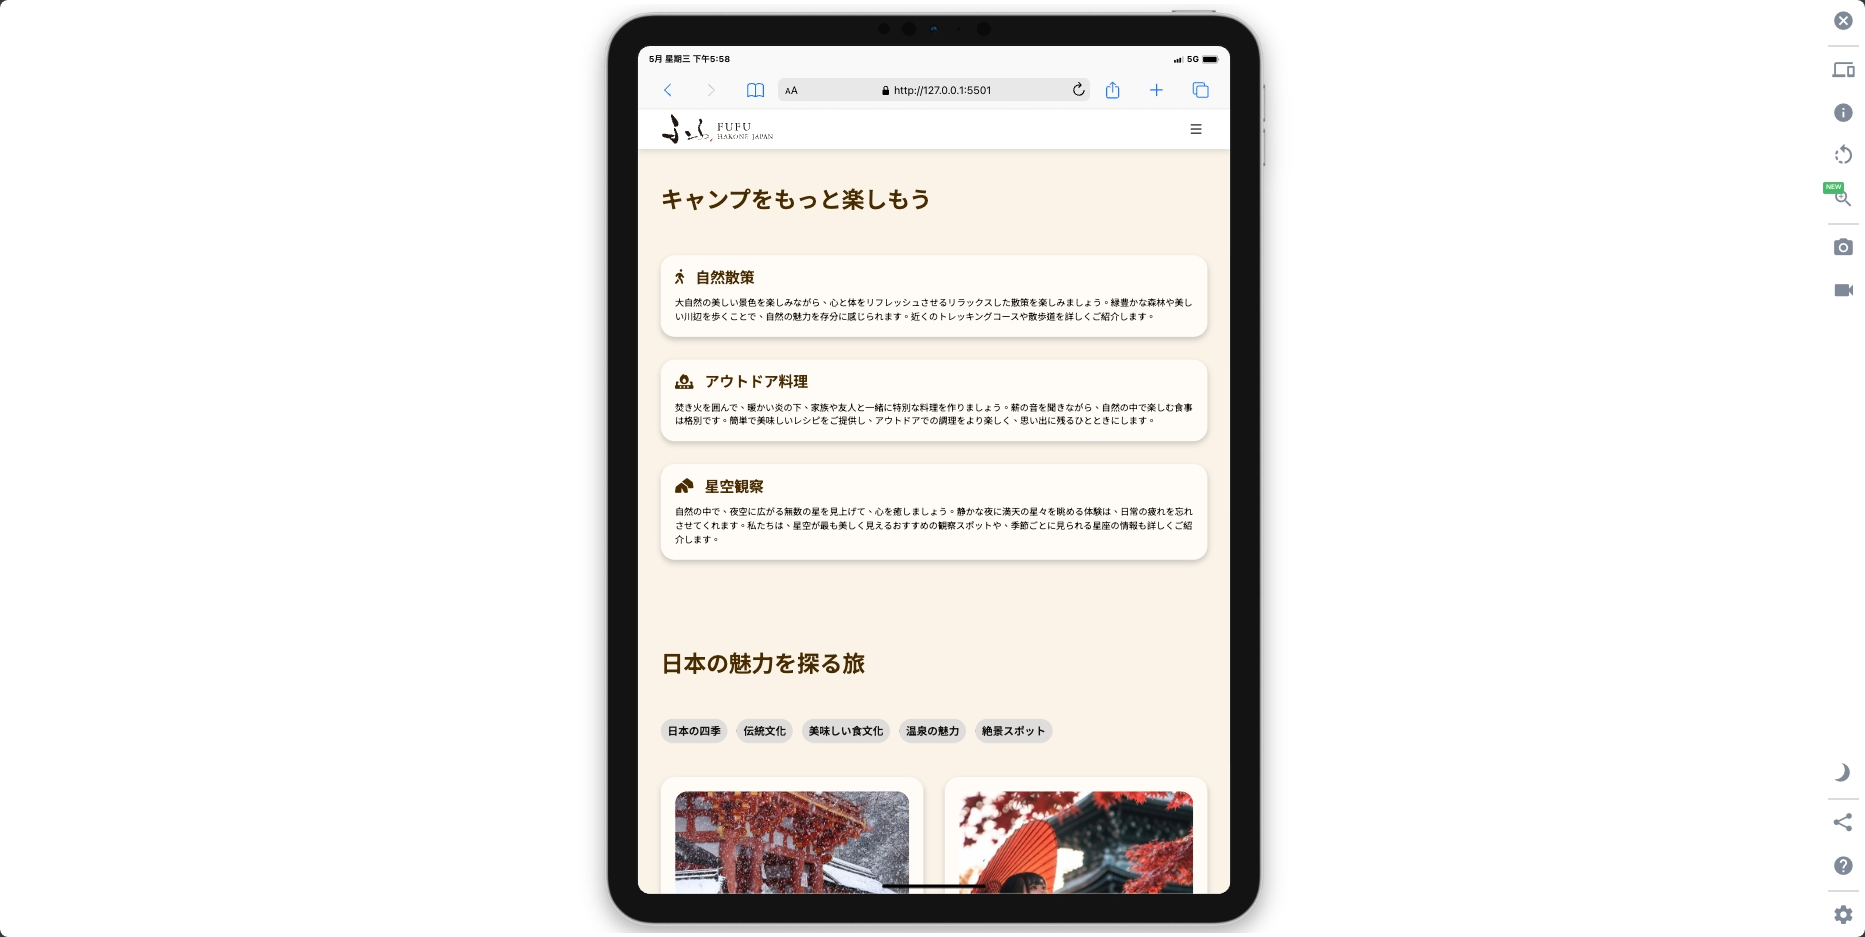 5月 星期三 下午5:58
5G
AA
http://127.0.0.1:5501
NEW
ふふ FUFU
HAKONE JAPAN
キャンプをもっと楽しもう
自然散策
大自然の美しい景色を楽しみながら、心と体をリフレッシュさせるリラックスした散策を楽しみましょう。緑豊かな森林や美し
い川辺を歩くことで、自然の魅力を存分に感じられます。近くのトレッキングコースや散歩道を詳しくご紹介します。
アウトドア料理
焚き火を囲んで、暖かい炎の下、家族や友人と一緒に特別な料理を作りましょう。薪の音を聞きながら、自然の中で楽しむ食事
は格別です。簡単で美味しいレシピをご提供し、アウトドアでの調理をより楽しく、思い出に残るひとときにします。
星空観察
自然の中で、夜空に広がる無数の星を見上げて、心を癒しましょう。静かな夜に満天の星々を眺める体験は、日常の疲れを忘れ
させてくれます。私たちは、星空が最も美しく見えるおすすめの観察スポットや、季節ごとに見られる星座の情報も詳しくご紹
介します。
日本の魅力を探る旅
日本の四季 伝統文化 美味しい食文化 温泉の魅力 絶景スポット